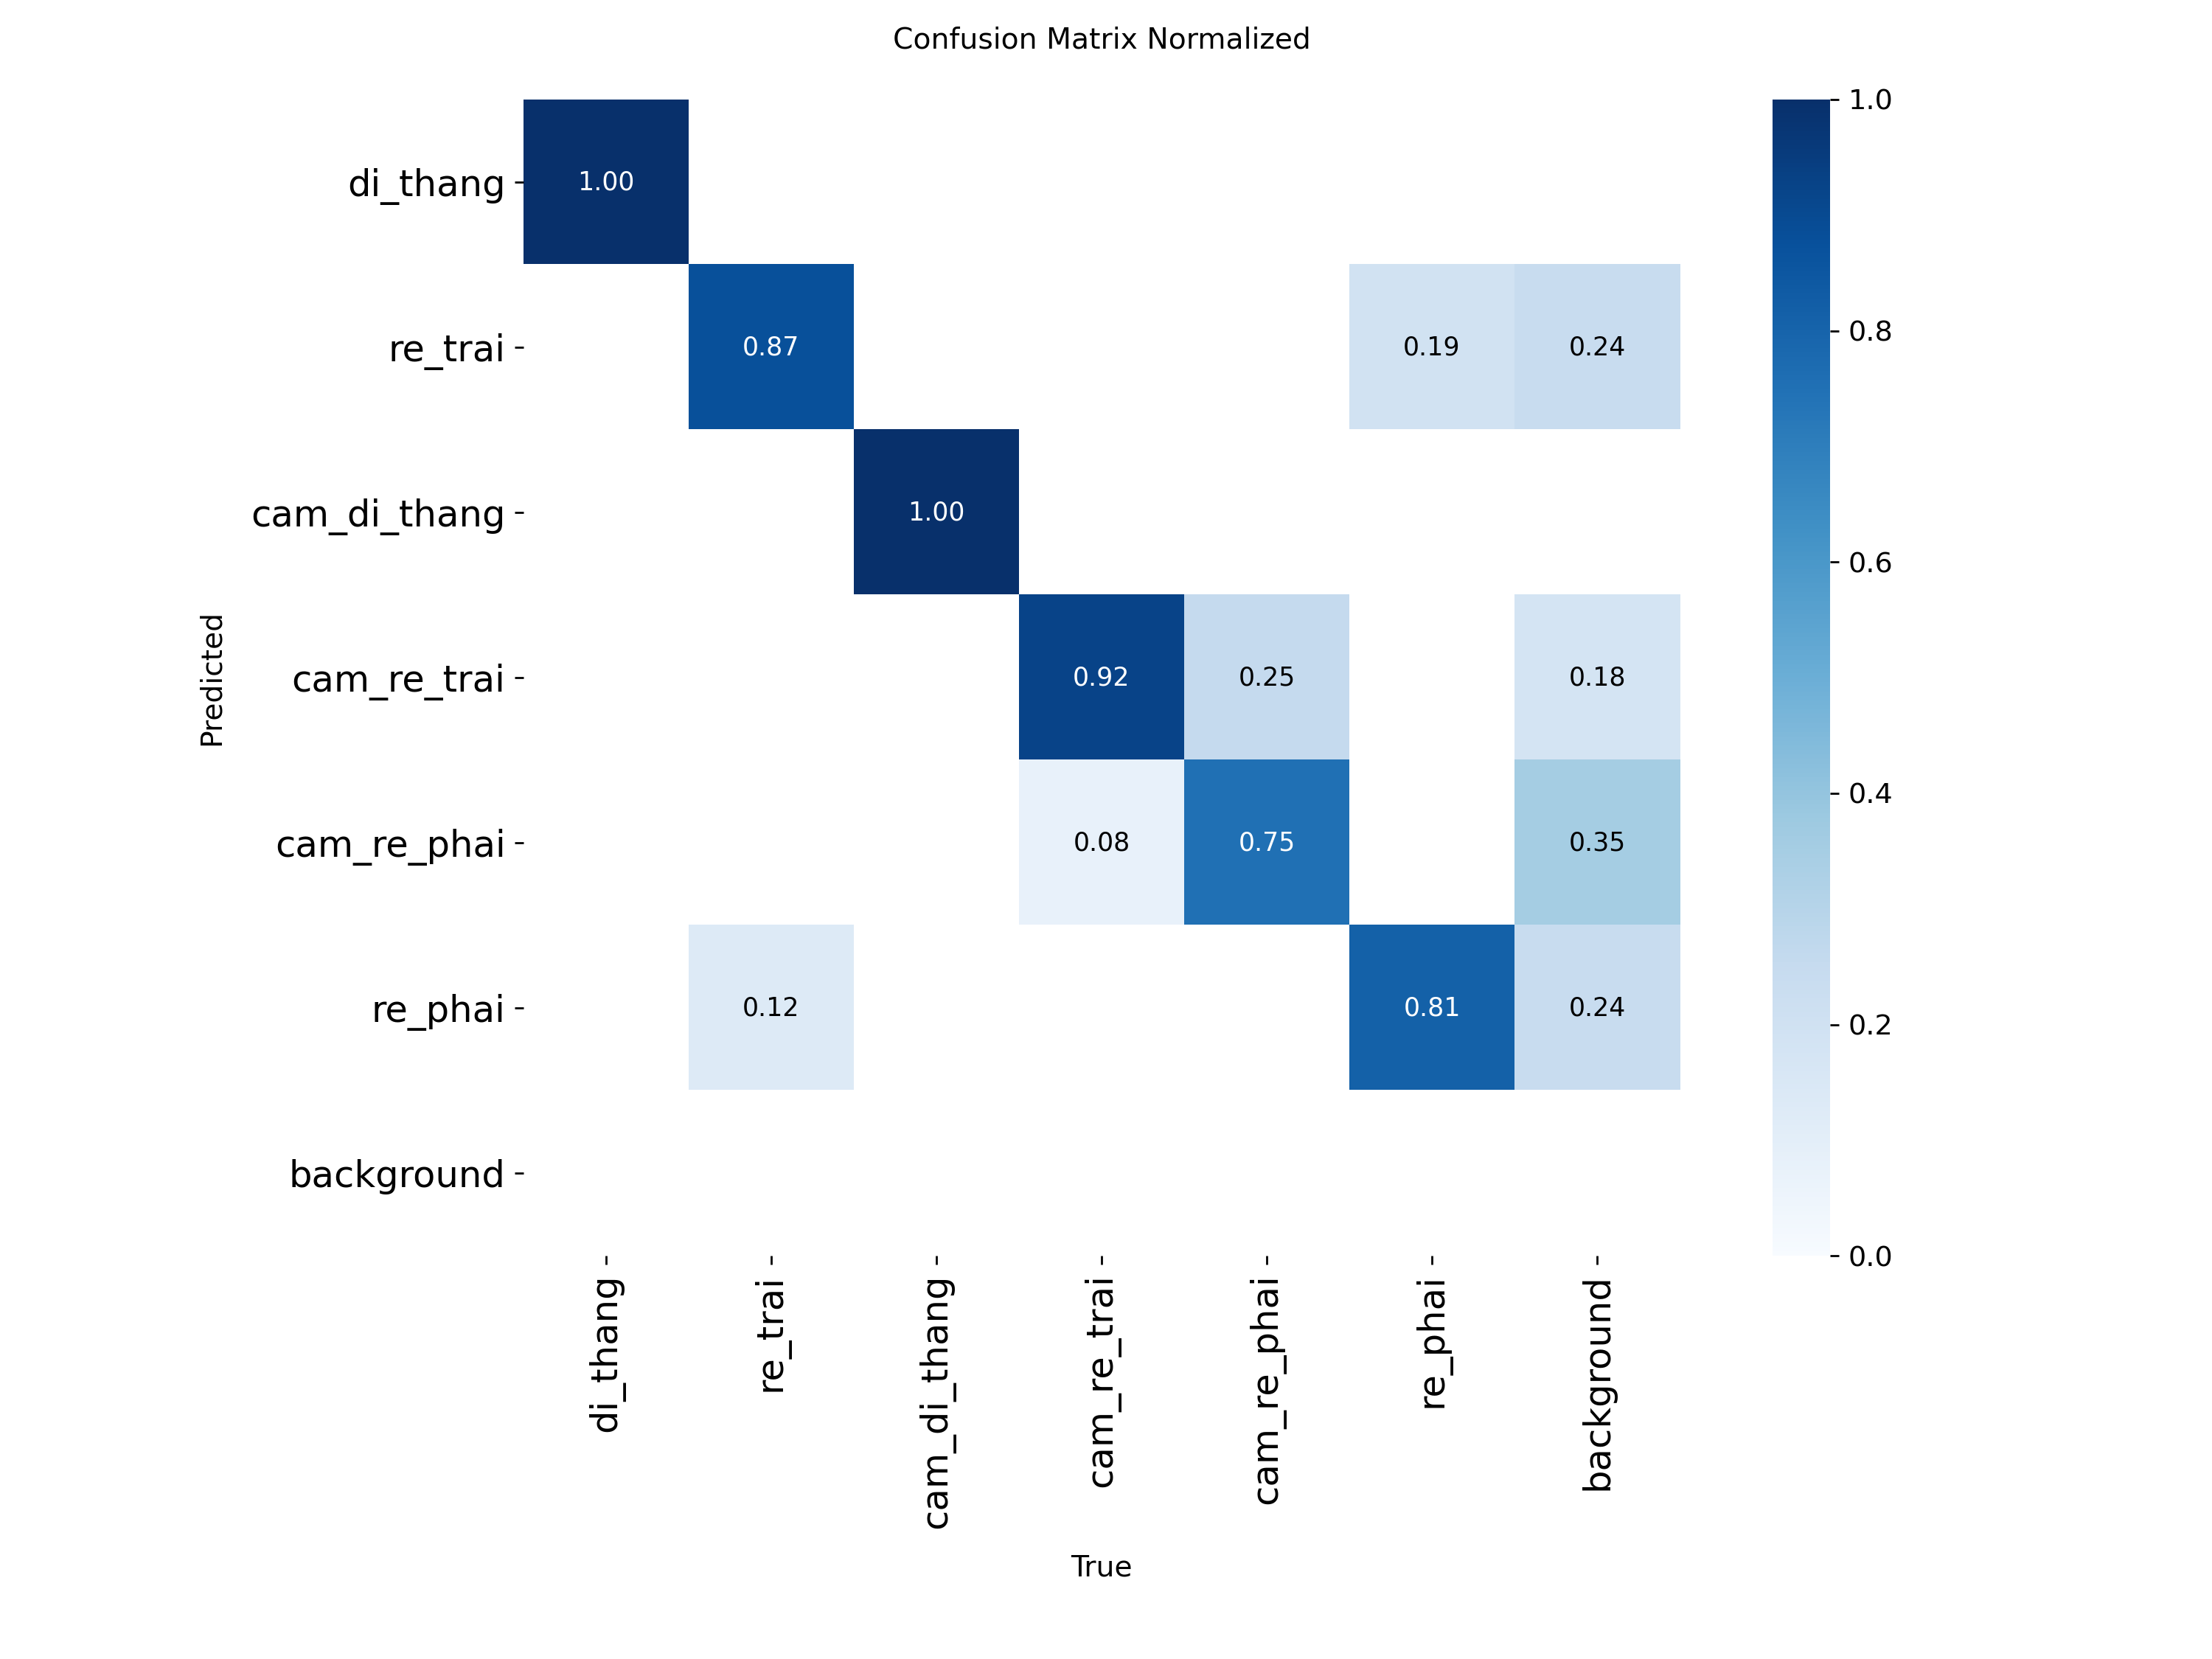 Confusion Matrix Normalized
di_thang
1.00
re_trai
0.87
0.19
0.24
cam_di_thang
1.00
cam_re_trai
0.92
0.25
0.18
cam_re_phai
0.08
0.75
0.35
re_phai
0.12
0.81
0.24
background
Predicted
di_thang
re_trai
cam_di_thang
cam_re_trai
cam_re_phai
re_phai
background
True
1.0
0.8
0.6
0.4
0.2
0.0